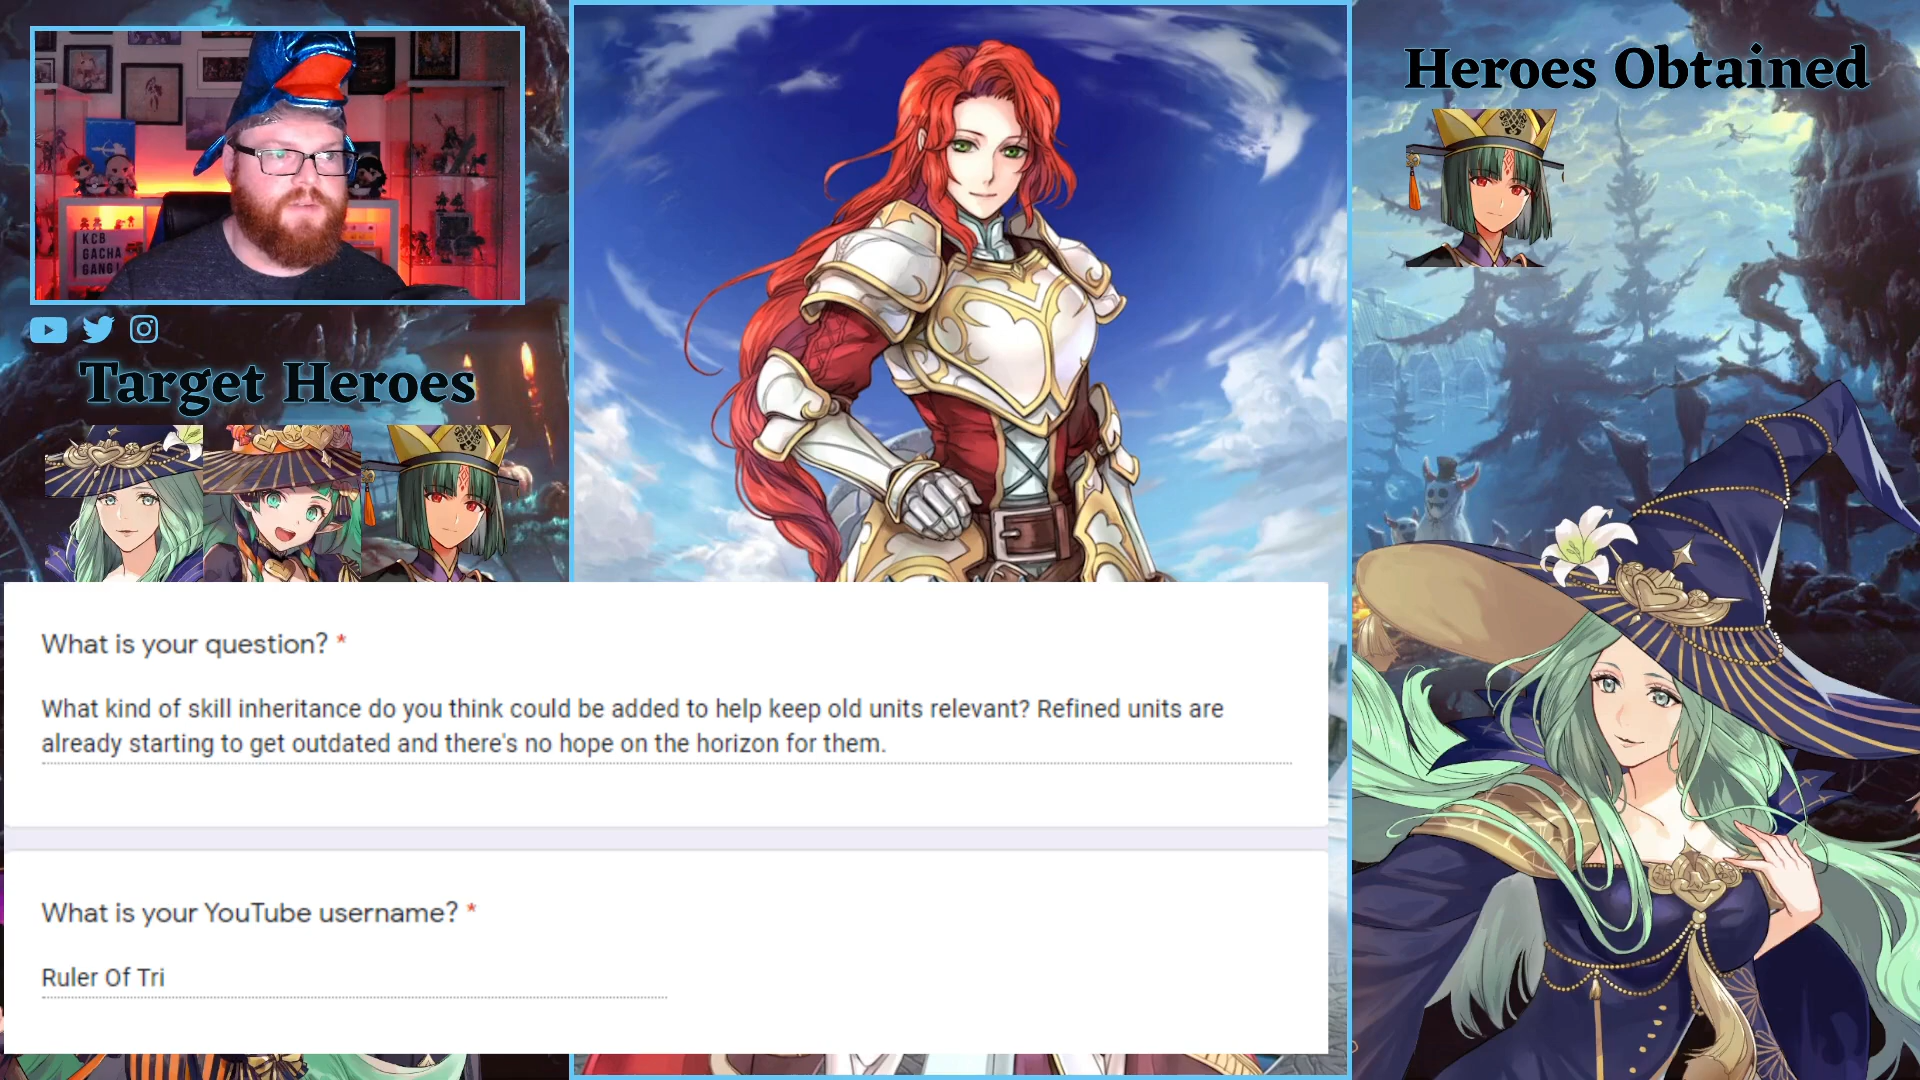 KCB
GACHA
GANG!
Target Heroes
Heroes Obtained
What is your question? *
What kind of skill inheritance do you think could be added to help keep old units relevant? Refined units are
already starting to get outdated and there's no hope on the horizon for them.
What is your YouTube username? *
Ruler Of Tri